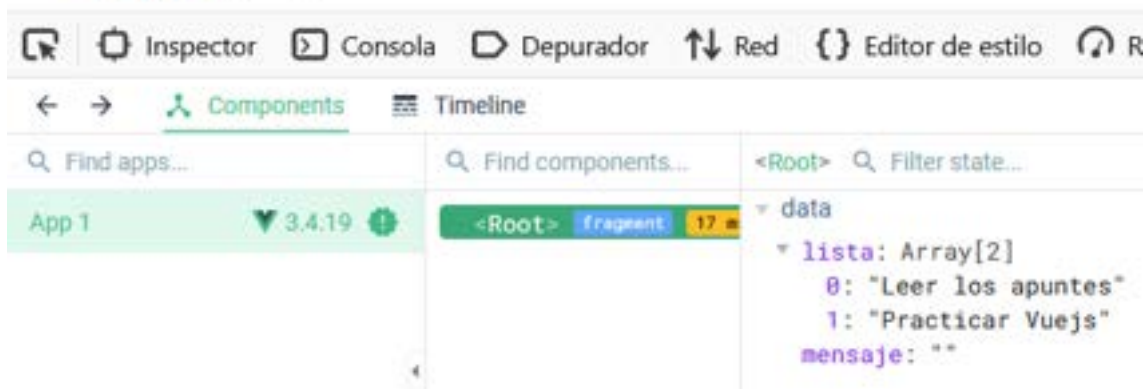 Inspector Consola Depurador Red {} Editor de estilo R
Components Timeline
Find apps... Find components... <Root> Filter state...
App 1 3.4.19 <Root> fragment 17 m
data
lista: Array[2]
0: "Leer los apuntes"
1: "Practicar Vuejs"
mensaje: ""